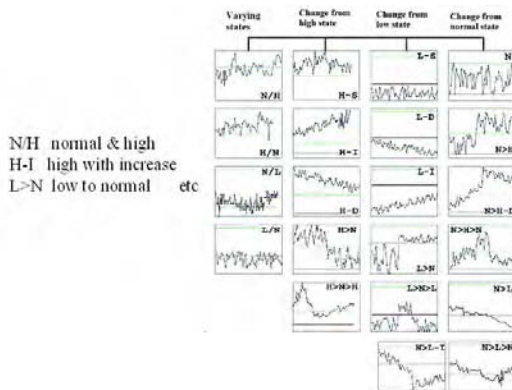 Varying
states
Change from
high state
Change from
low state
Change from
normal state
N/H normal & high
H-I high with increase
L>N low to normal etc
N/H
H-S
L-S
N
H/N
H-I
L-D
N>H
N/L
H-D
L-I
N>H-
L/N
H>N
L>N
N>H>N
H>N>H
L>N>L
N>L
N>L-I
N>L>N